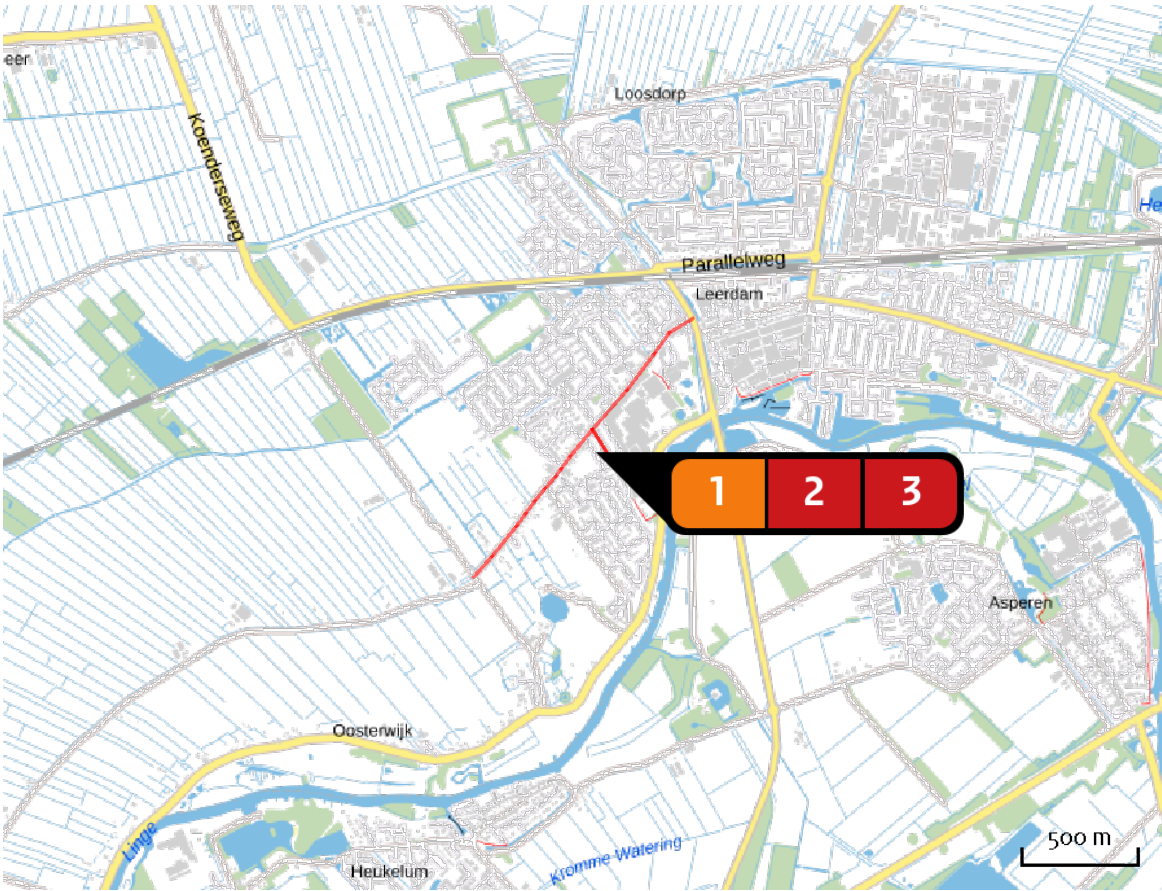 eer
Loosdorp
Koenderseweg
He
Parallelweg
Leerdam
1 2 3
Asperen
Oosterwijk
500 m
Linge
Kromme Watering
Heukelum